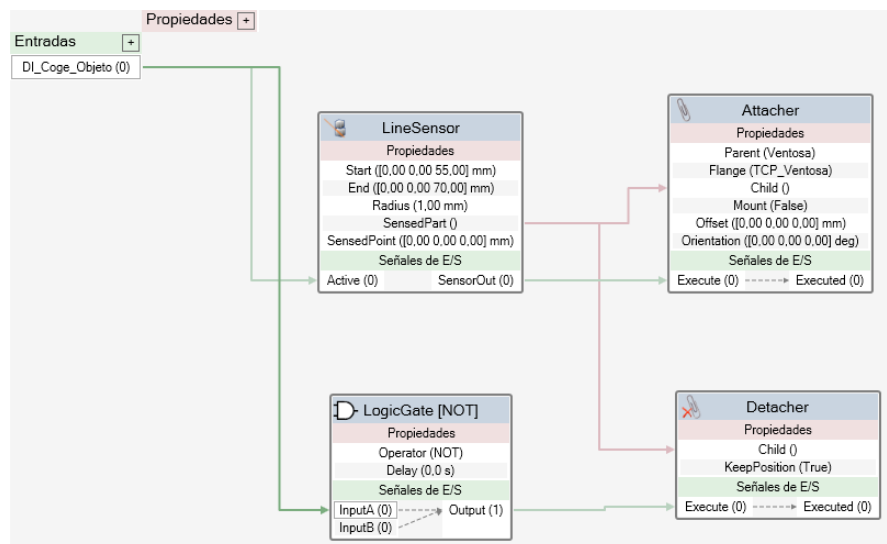 Propiedades +
Entradas +
DI_Coge_Objeto (0)
LineSensor
Propiedades
Start ([0,00 0,00 55,00] mm)
End ([0,00 0,00 70,00] mm)
Radius (1,00 mm)
SensedPart ()
SensedPoint ([0,00 0,00 0,00] mm)
Señales de E/S
Active (0) SensorOut (0)
Attacher
Propiedades
Parent (Ventosa)
Flange (TCP_Ventosa)
Child ()
Mount (False)
Offset ([0,00 0,00 0,00] mm)
Orientation ([0,00 0,00 0,00] deg)
Señales de E/S
Execute (0) Executed (0)
LogicGate [NOT]
Propiedades
Operator (NOT)
Delay (0,0 s)
Señales de E/S
InputA (0) Output (1)
InputB (0)
Detacher
Propiedades
Child ()
KeepPosition (True)
Señales de E/S
Execute (0) Executed (0)